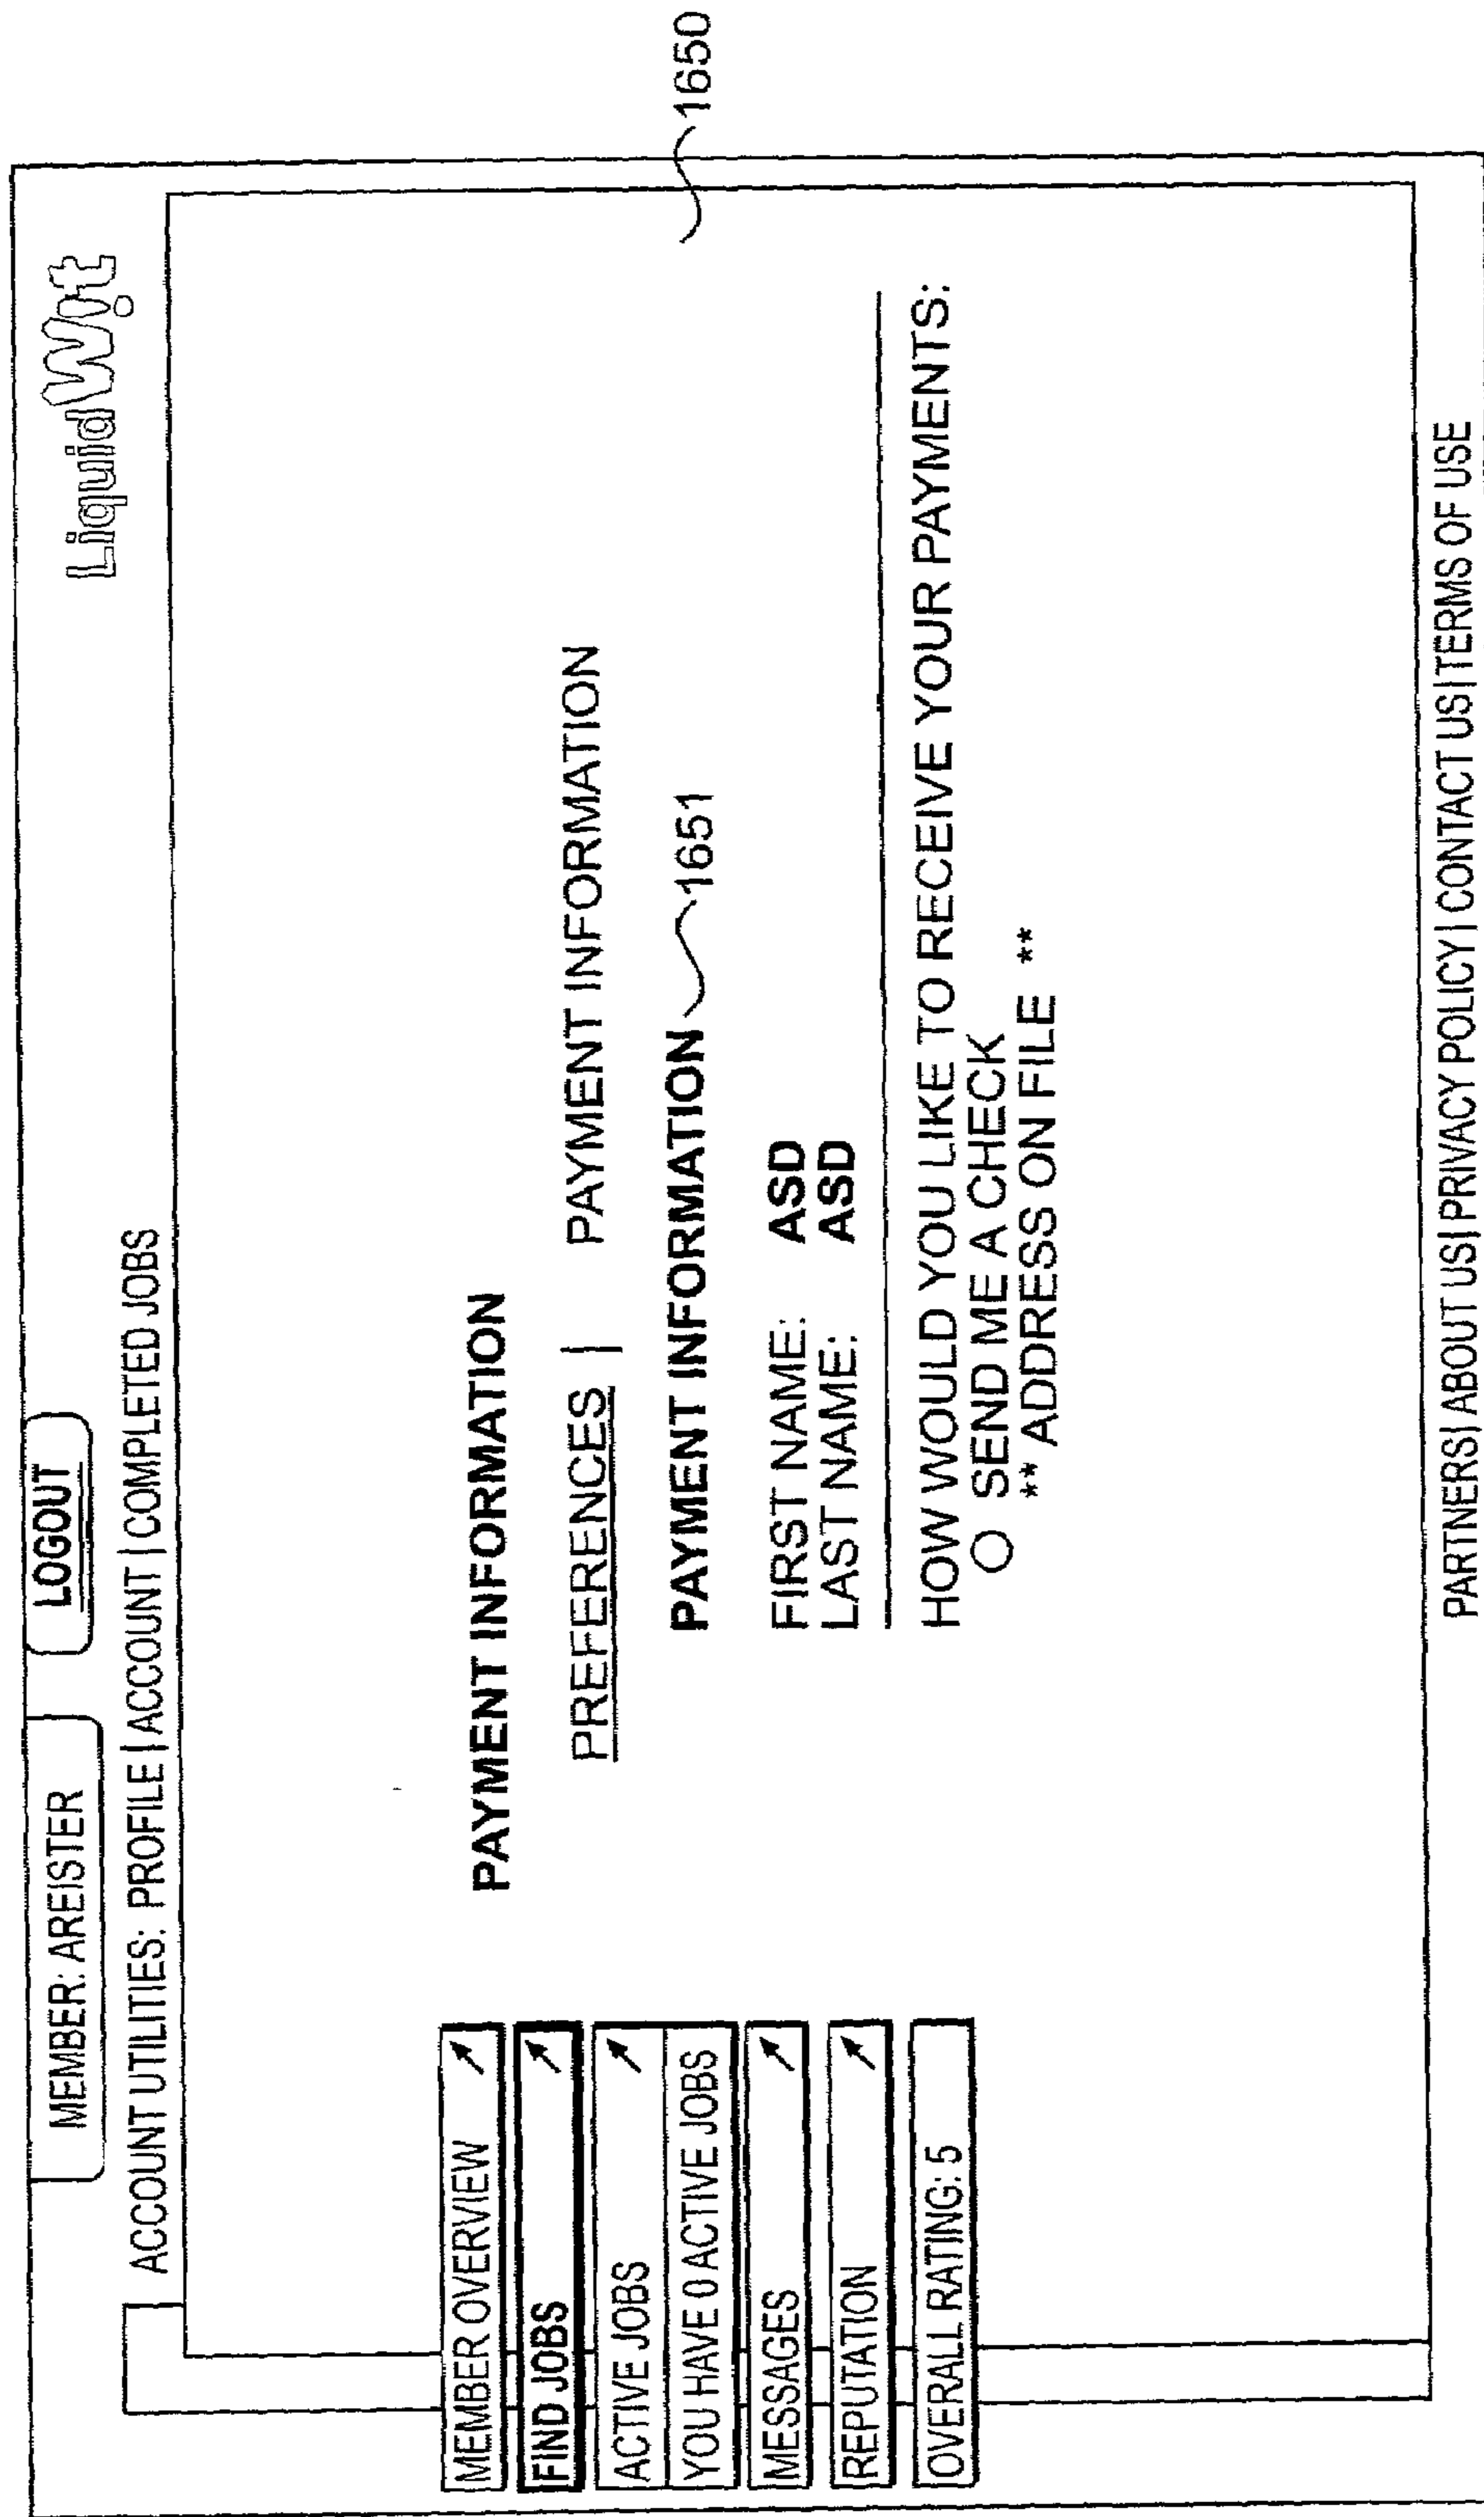 MEMBER: AREISTER
LOGOUT
LiquidWit
ACCOUNT UTILITIES: PROFILE | ACCOUNT | COMPLETED JOBS
MEMBER OVERVIEW
FIND JOBS
ACTIVE JOBS
YOU HAVE 0 ACTIVE JOBS
MESSAGES
REPUTATION
OVERALL RATING: 5
PAYMENT INFORMATION
PREFERENCES | PAYMENT INFORMATION
PAYMENT INFORMATION 1651
1650
FIRST NAME: ASD
LAST NAME: ASD
HOW WOULD YOU LIKE TO RECEIVE YOUR PAYMENTS:
SEND ME A CHECK
** ADDRESS ON FILE **
PARTNERS| ABOUT US| PRIVACY POLICY | CONTACT US|TERMS OF USE